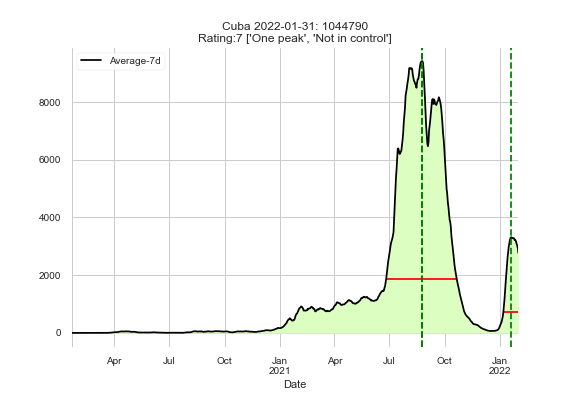 Cuba 2022-01-31: 1044790
Rating:7 ['One peak', 'Not in control']
Average-7d
8000
6000
4000
2000
0
Apr
Jul
Oct
Jan
2021
Apr
Jul
Oct
Jan
2022
Date